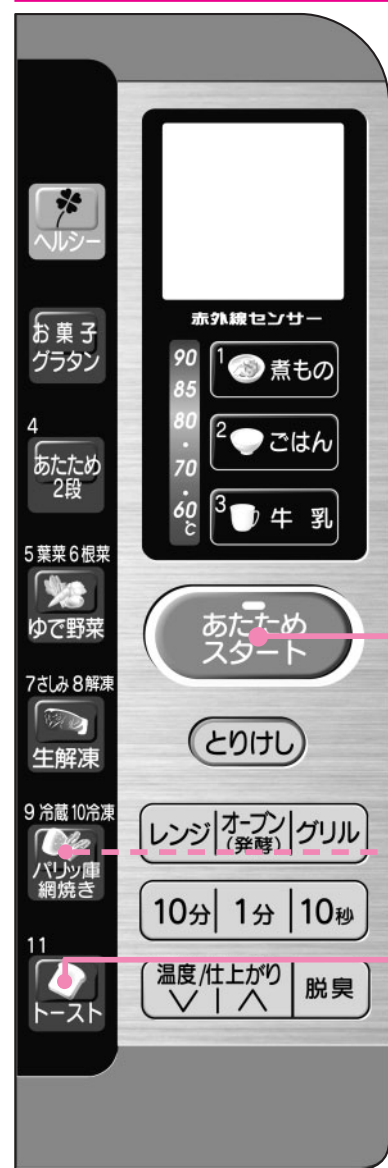 ヘルシー
お菓子
グラタン
4
あたため
2段
5葉菜6根菜
ゆで野菜
7さしみ8解凍
生解凍
9冷蔵10冷凍
パリッ庫
網焼き
11
トースト
赤外線センサー
90
85
80
・
70
・
60
℃
1 煮もの
2 ごはん
3 牛乳
あたため
スタート
とりけし
レンジ オーブン(発酵) グリル
10分 1分 10秒
温度/仕上がり 脱臭